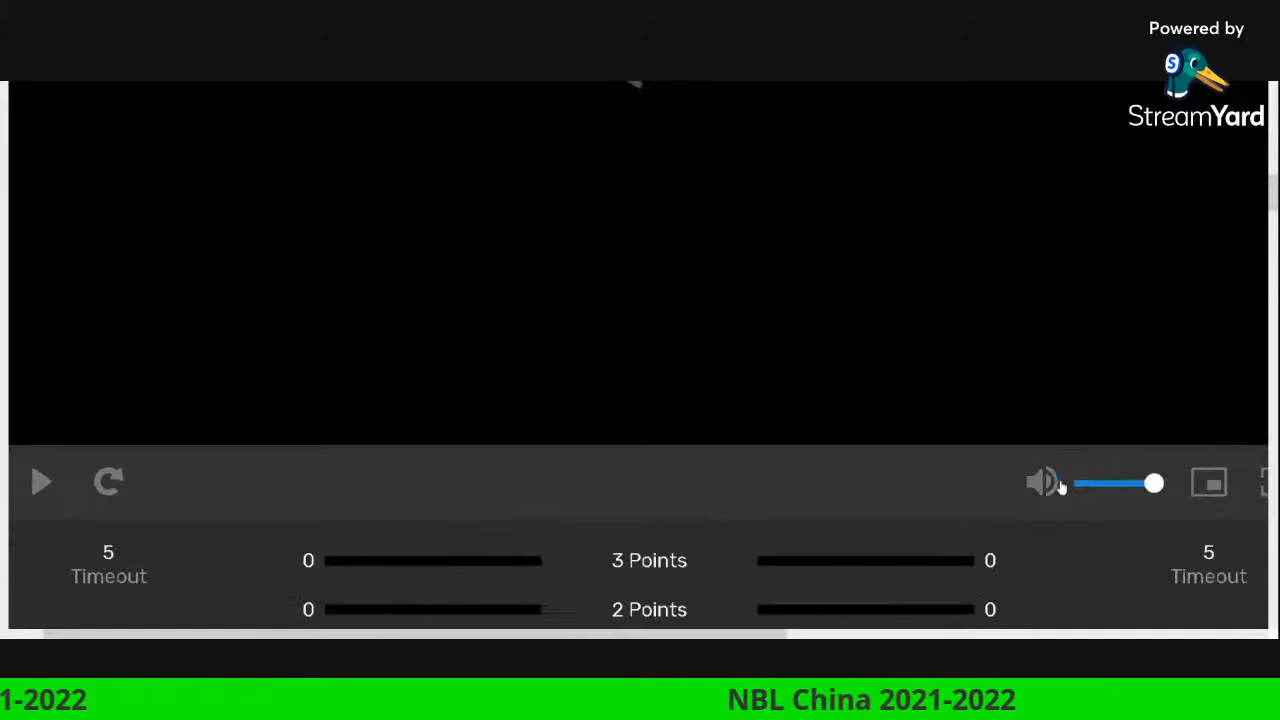 Powered by
S
StreamYard
5
Timeout
0
3 Points
0
5
Timeout
0
2 Points
0
1-2022
NBL China 2021-2022